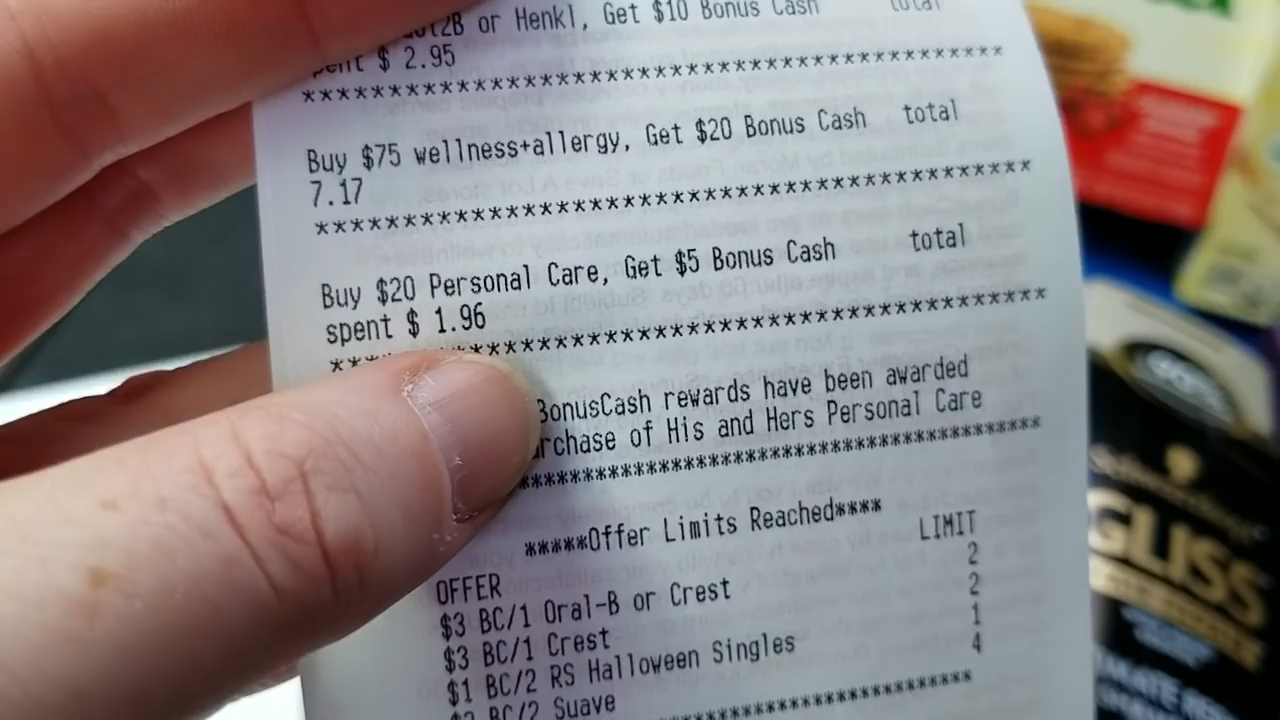 or Henkl, Get $10 Bonus Cash total
$ 2.95
*******************************************
Buy $75 wellness+allergy, Get $20 Bonus Cash total
7.17
*******************************************
Buy $20 Personal Care, Get $5 Bonus Cash total
spent $ 1.96
*******************************************
BonusCash rewards have been awarded
of His and Hers Personal Care
*******************************************
*****Offer Limits Reached****
OFFER LIMIT
$3 BC/1 Oral-B or Crest 2
$3 BC/1 Crest 2
$1 BC/2 RS Halloween Singles 1
BC/2 Suave 4
*******************************************
GLISS